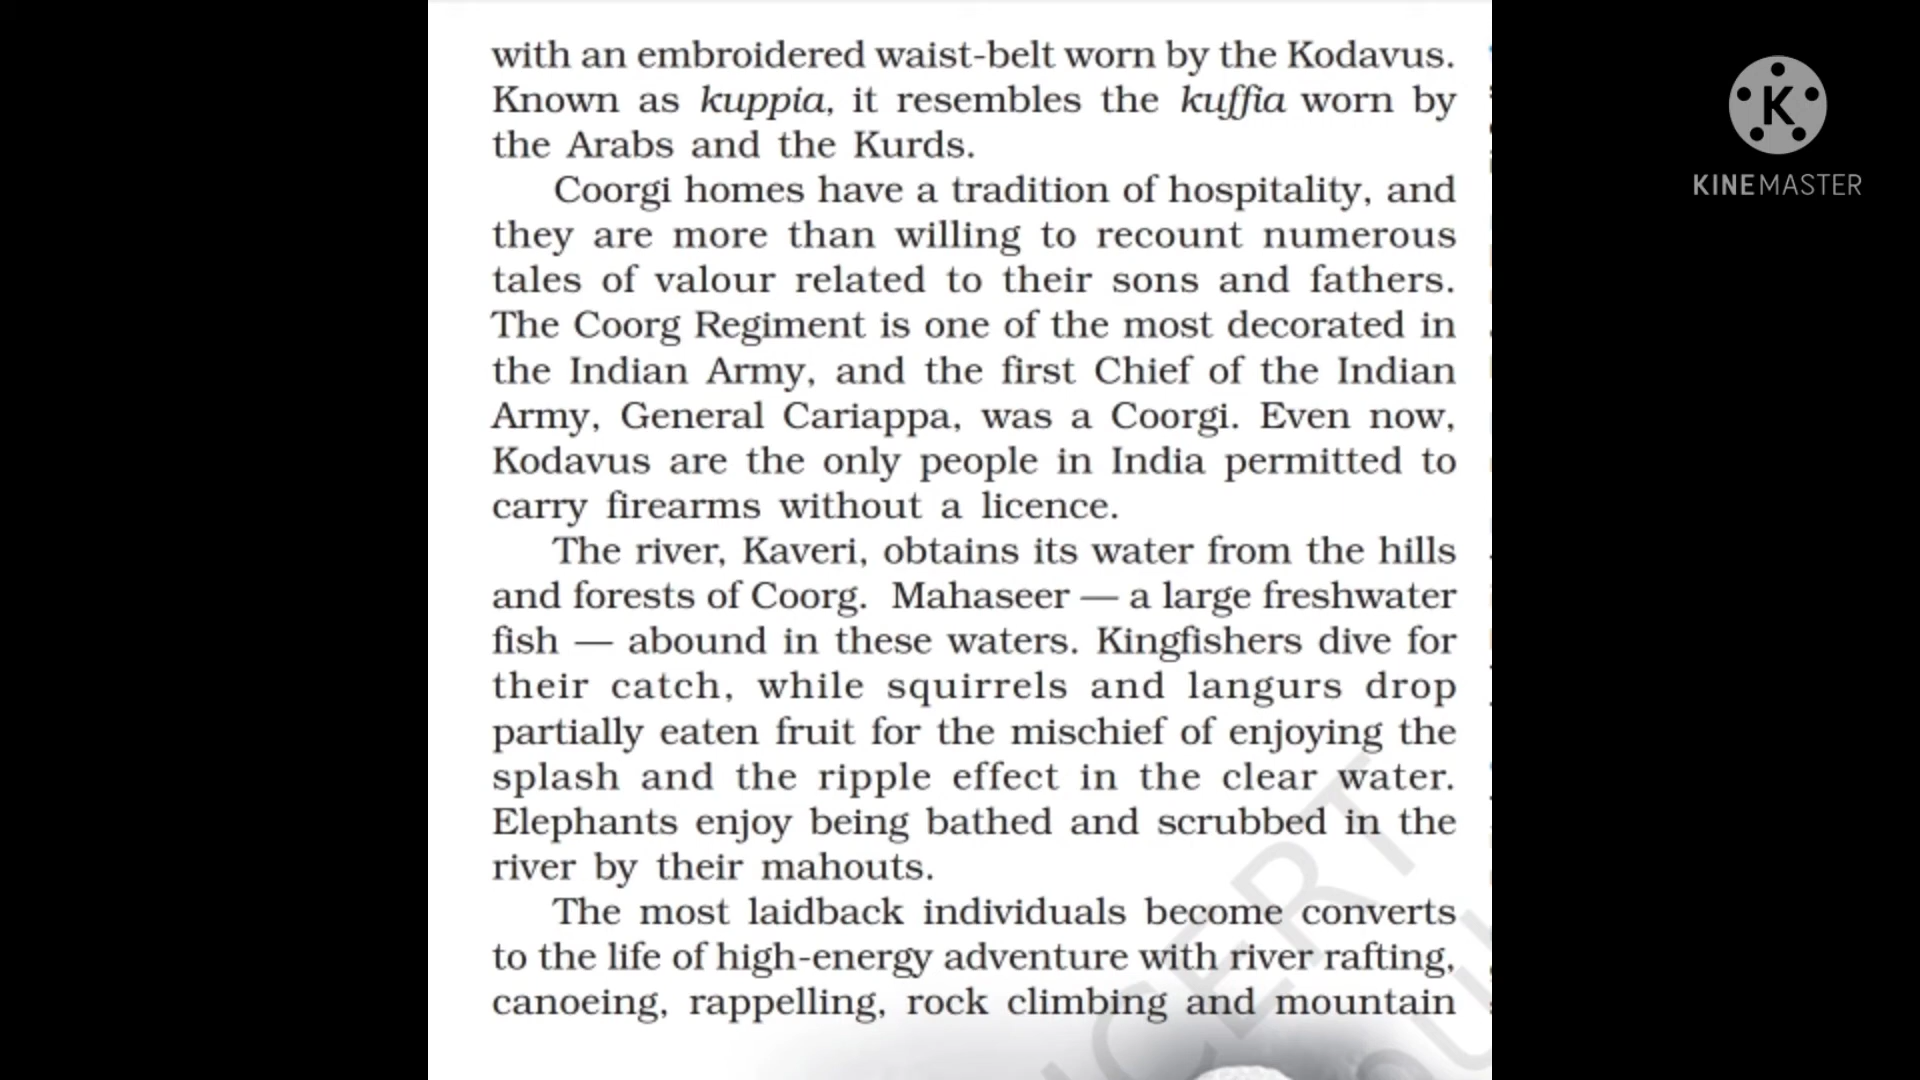 with an embroidered waist-belt worn by the Kodavus.
Known as kuppia, it resembles the kuffia worn by
the Arabs and the Kurds.
Coorgi homes have a tradition of hospitality, and
they are more than willing to recount numerous
tales of valour related to their sons and fathers.
The Coorg Regiment is one of the most decorated in
the Indian Army, and the first Chief of the Indian
Army, General Cariappa, was a Coorgi. Even now,
Kodavus are the only people in India permitted to
carry firearms without a licence.
The river, Kaveri, obtains its water from the hills
and forests of Coorg. Mahaseer — a large freshwater
fish — abound in these waters. Kingfishers dive for
their catch, while squirrels and langurs drop
partially eaten fruit for the mischief of enjoying the
splash and the ripple effect in the clear water.
Elephants enjoy being bathed and scrubbed in the
river by their mahouts.
The most laidback individuals become converts
to the life of high-energy adventure with river rafting,
canoeing, rappelling, rock climbing and mountain
K
KINEMASTER